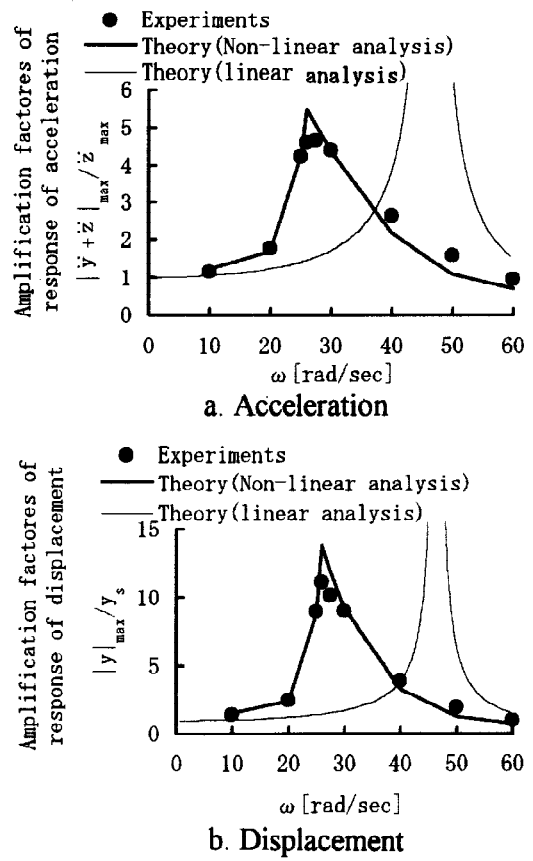 Experiments
Theory(Non-linear analysis)
Theory(linear analysis)
Amplification factores of
response of acceleration
|ÿ+z̈|max/z̈max
6
5
4
3
2
1
0
0 10 20 30 40 50 60
ω[rad/sec]
a. Acceleration
Experiments
Theory(Non-linear analysis)
Theory(linear analysis)
Amplification factores of
response of displacement
|y|max/ys
15
10
5
0
0 10 20 30 40 50 60
ω[rad/sec]
b. Displacement